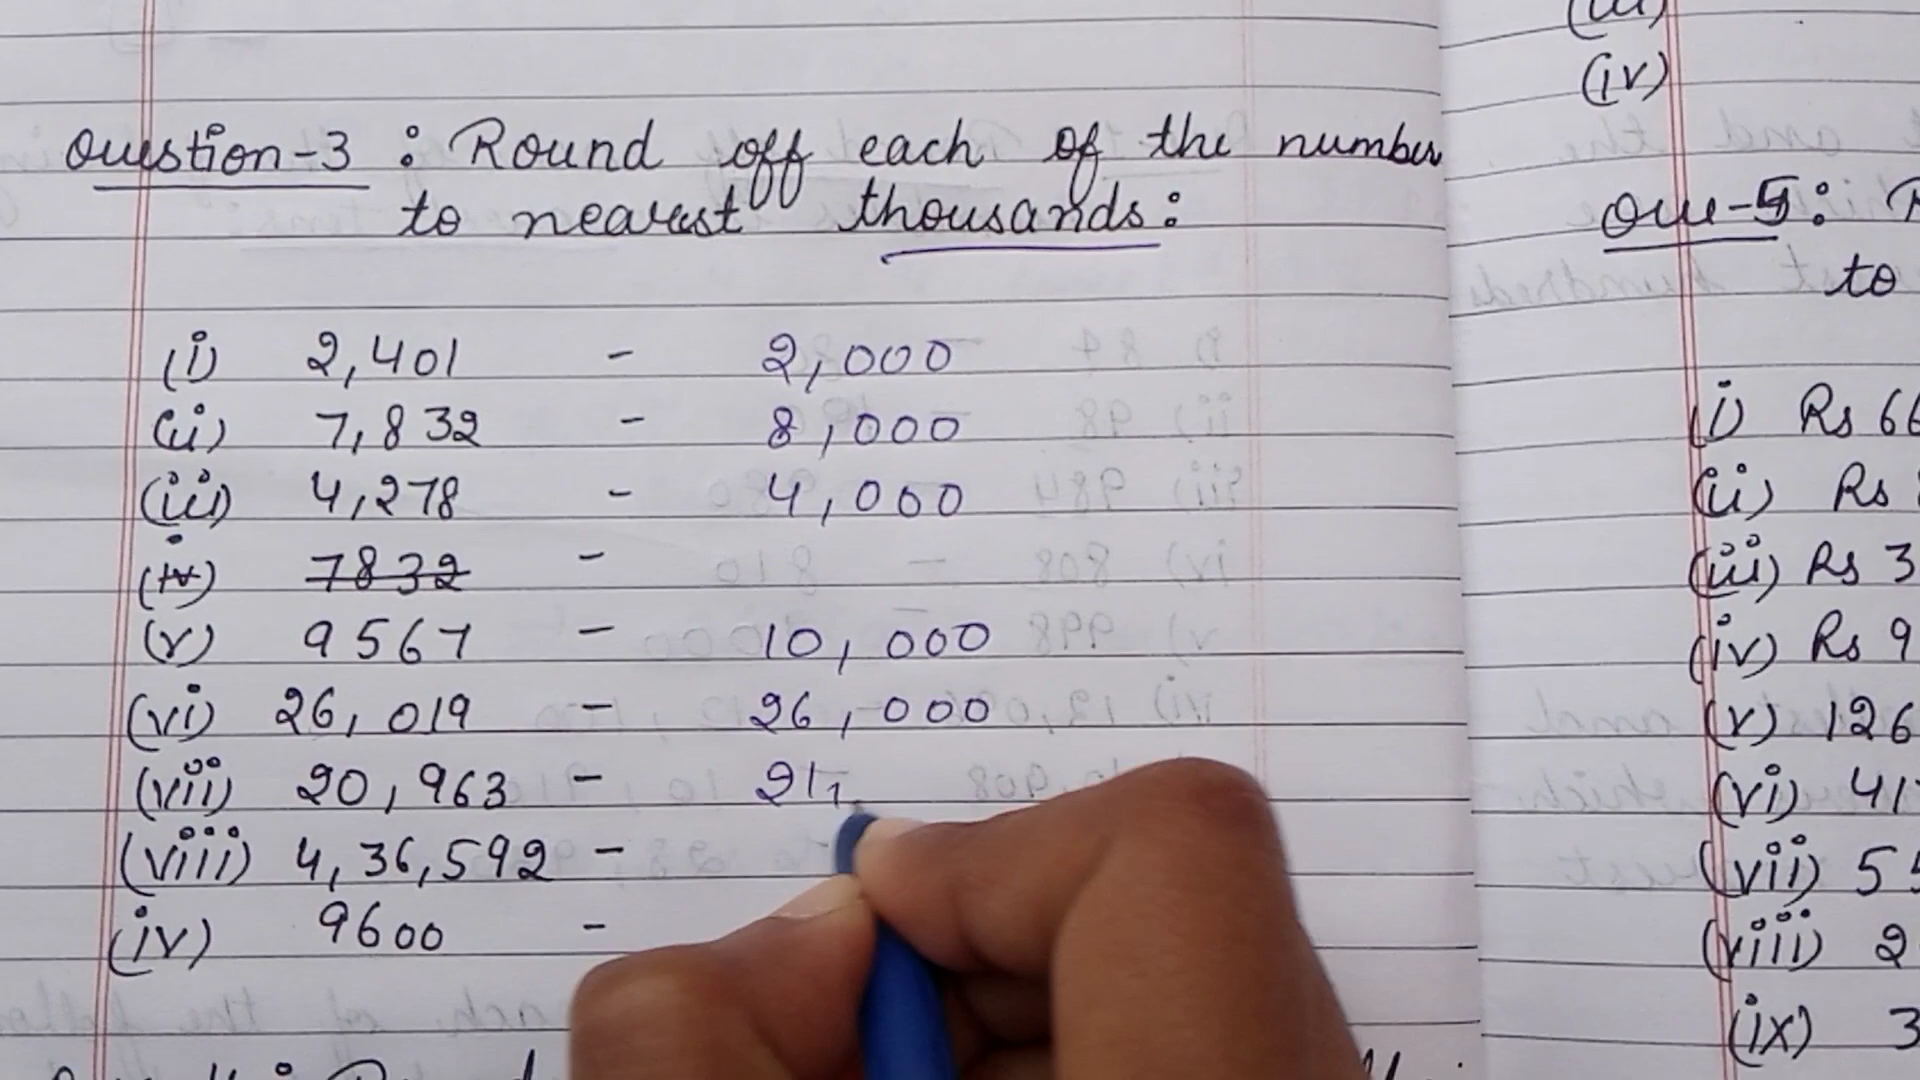 Question-3 : Round off each of the number
to nearest thousands:
(i) 2,401 - 2,000
(ii) 7,832 - 8,000
(iii) 4,278 - 4,000
(iv) 7832 -
(v) 9567 - 10,000
(vi) 26,019 - 26,000
(vii) 20,963 - 21,
(viii) 4,36,592 -
(iv) 9600 -
(iii)
(iv)
Que-5: R
to
(i) Rs 66
(ii) Rs
(iii) Rs 3
(iv) Rs 9
(v) 126
(vi) 41
(vii) 55
(viii) 2
(ix) 3